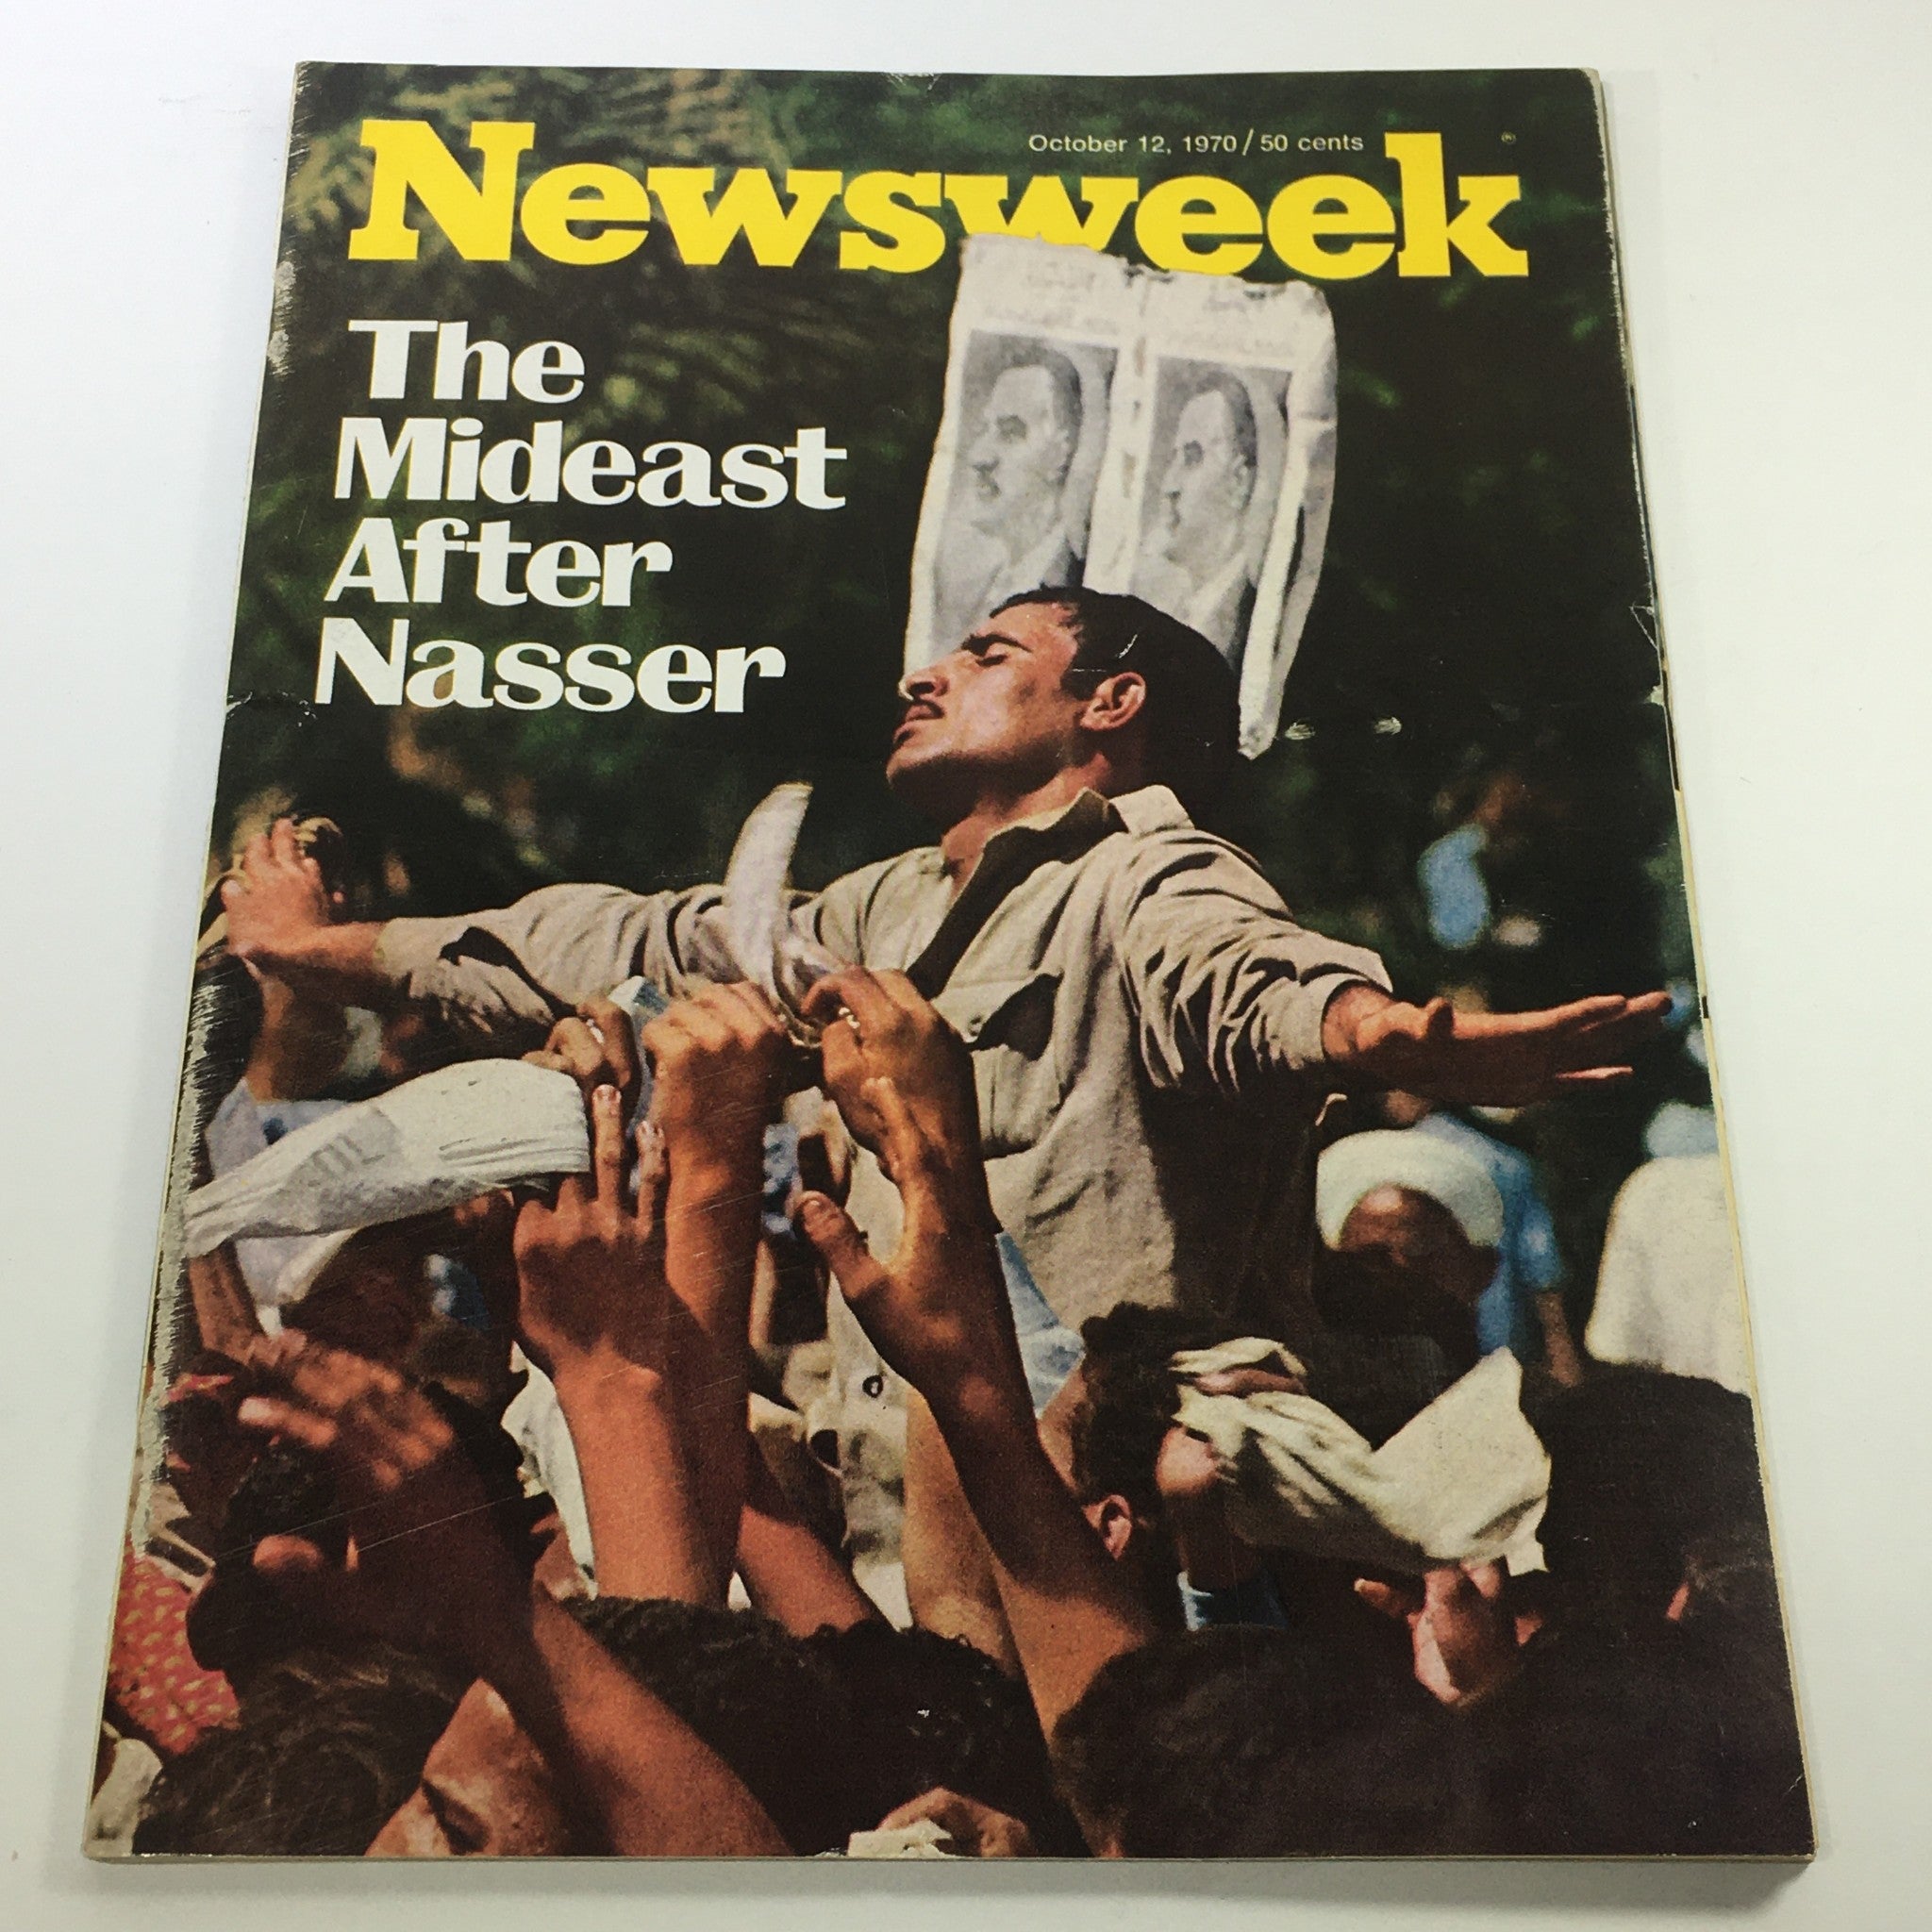 October 12, 1970 / 50 cents
Newsweek
The
Mideast
After
Nasser